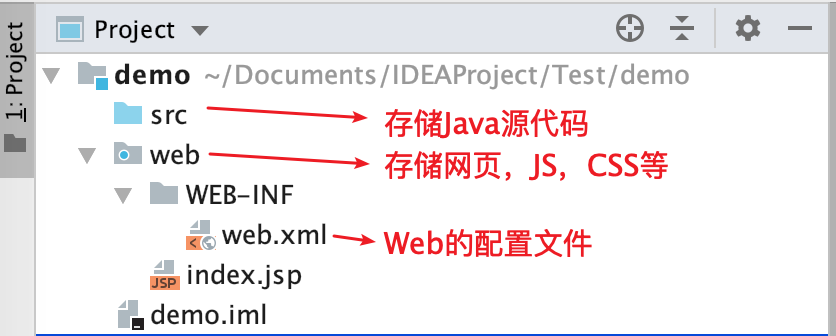 1: Project
Project
demo ~/Documents/IDEAProject/Test/demo
src 存储Java源代码
web 存储网页，JS，CSS等
WEB-INF
web.xml Web的配置文件
JSP index.jsp
demo.iml